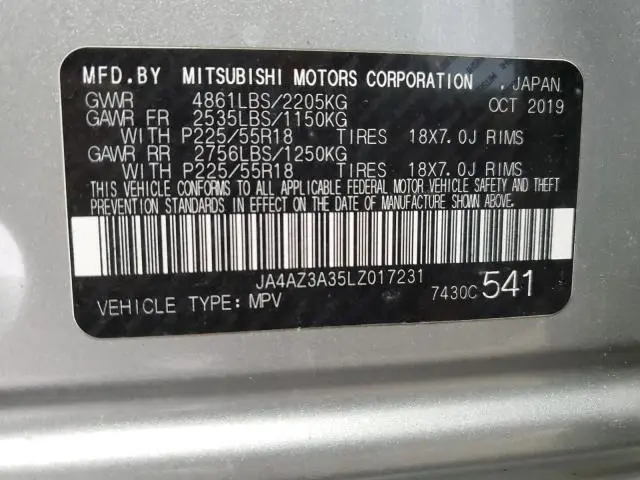 MFD.BY MITSUBISHI MOTORS CORPORATION , JAPAN
GVWR 4861LBS/2205KG OCT 2019
GAWR FR 2535LBS/1150KG
WITH P225/55R18 TIRES 18X7.0J RIMS
GAWR RR 2756LBS/1250KG
WITH P225/55R18 TIRES 18X7.0J RIMS
THIS VEHICLE CONFORMS TO ALL APPLICABLE FEDERAL MOTOR VEHICLE SAFETY AND THEFT
PREVENTION STANDARDS IN EFFECT ON THE DATE OF MANUFACTURE SHOWN ABOVE.
JA4AZ3A35LZ017231
VEHICLE TYPE: MPV 7430C 541